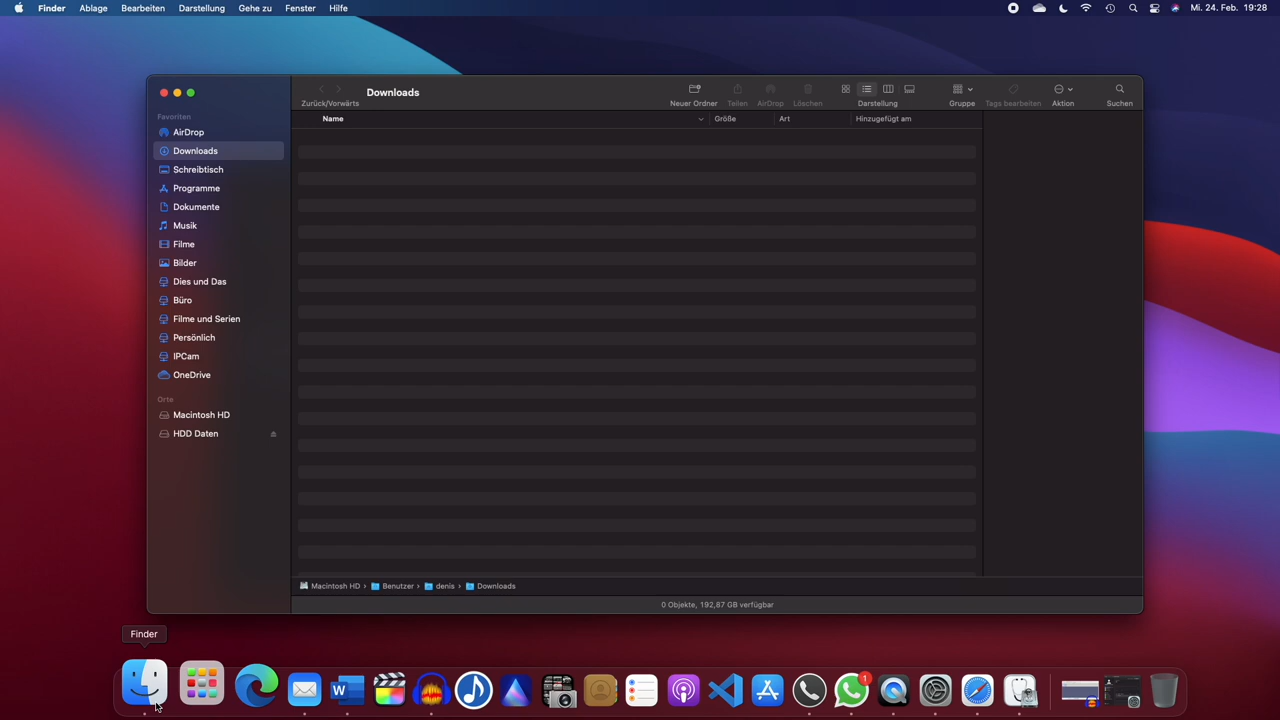 Finder Ablage Bearbeiten Darstellung Gehe zu Fenster Hilfe Mi. 24. Feb. 19:28
Downloads
Zurück/Vorwärts Neuer Ordner Teilen AirDrop Löschen Darstellung Gruppe Tags bearbeiten Aktion Suchen
Name Größe Art Hinzugefügt am
Favoriten
AirDrop
Downloads
Schreibtisch
Programme
Dokumente
Musik
Filme
Bilder
Dies und Das
Büro
Filme und Serien
Persönlich
IPCam
OneDrive
Orte
Macintosh HD
HDD Daten
Macintosh HD › Benutzer › denis › Downloads
0 Objekte, 192,87 GB verfügbar
Finder
W
1